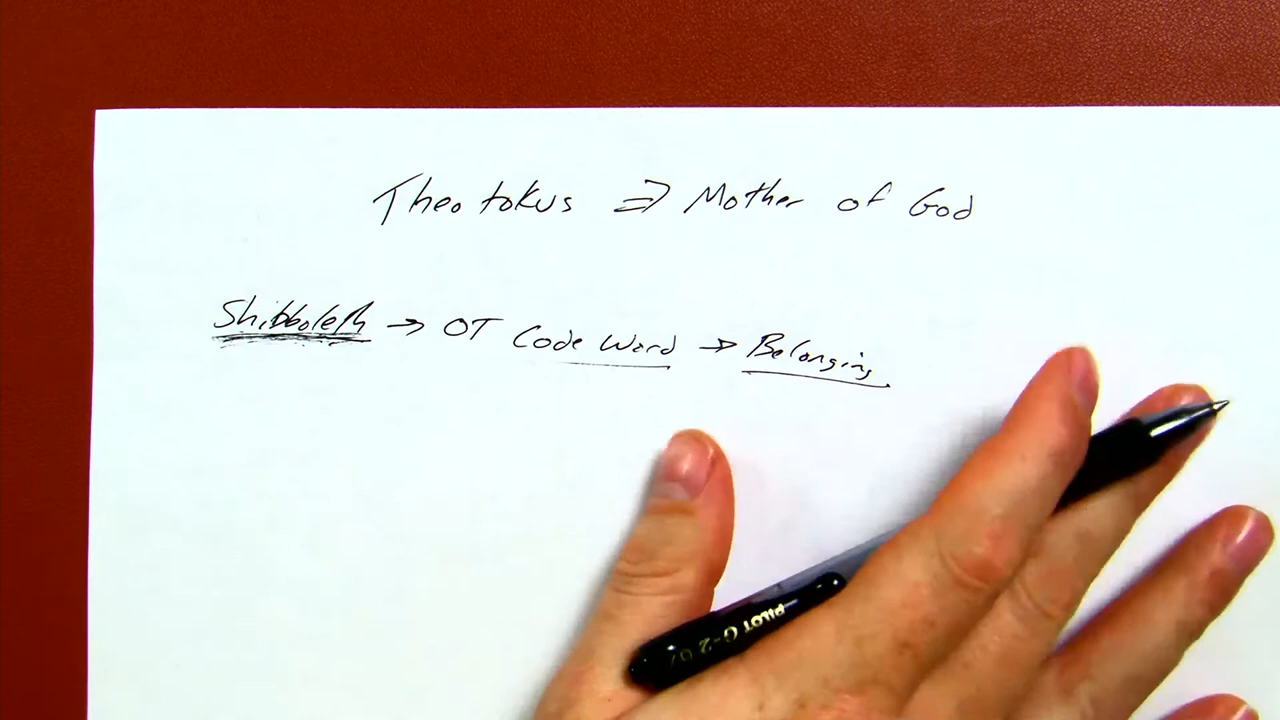 Theotokus ⇒ Mother of God
Shibboleth → OT Code Word → Belonging
PILOT G-2 07